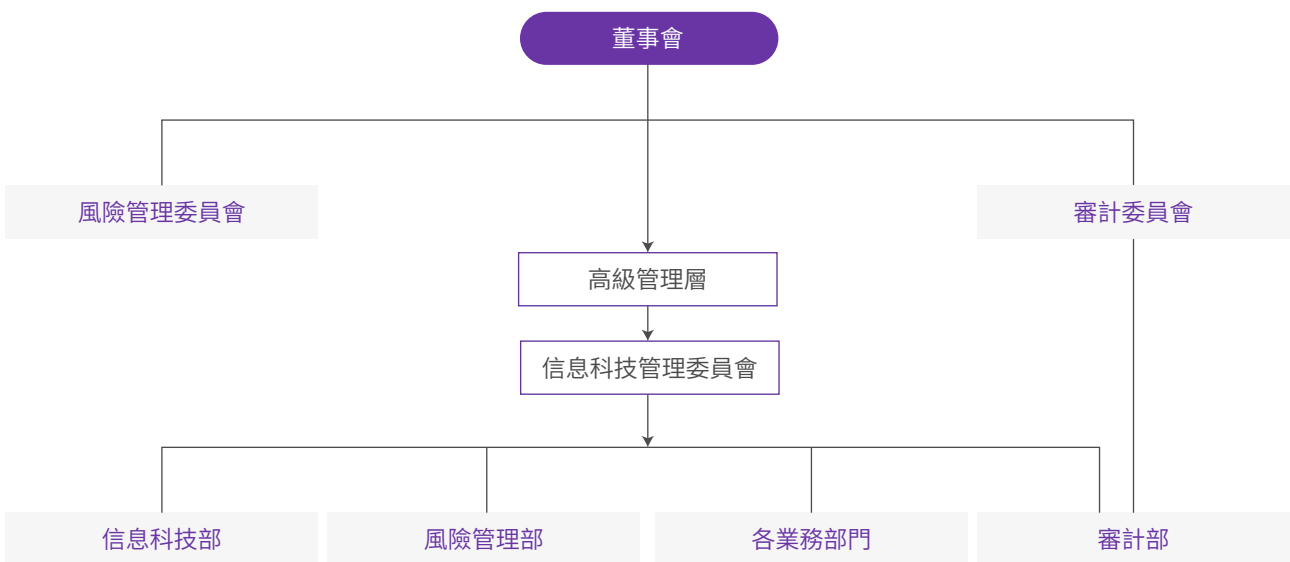 董事會
風險管理委員會
審計委員會
高級管理層
信息科技管理委員會
信息科技部
風險管理部
各業務部門
審計部